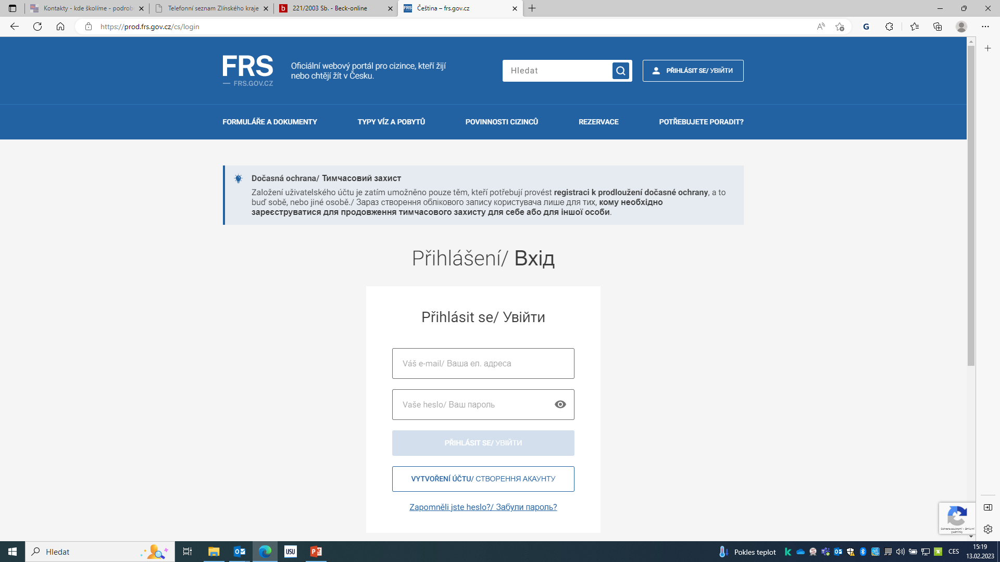 Kontakty - kde školíme - podrob
Telefonní seznam Zlínského kraje
221/2003 Sb. - Beck-online
Čeština – frs.gov.cz
https://prod.frs.gov.cz/cs/login
FRS
— FRS.GOV.CZ
Oficiální webový portál pro cizince, kteří žijí
nebo chtějí žít v Česku.
Hledat
PŘIHLÁSIT SE/ УВІЙТИ
FORMULÁŘE A DOKUMENTY
TYPY VÍZ A POBYTŮ
POVINNOSTI CIZINCŮ
REZERVACE
POTŘEBUJETE PORADIT?
Dočasná ochrana/ Тимчасовий захист
Založení uživatelského účtu je zatím umožněno pouze těm, kteří potřebují provést registraci k prodloužení dočasné ochrany, a to
buď sobě, nebo jiné osobě./ Зараз створення облікового запису користувача лише для тих, кому необхідно
зареєструватися для продовження тимчасового захисту для себе або для іншої особи.
Přihlášení/ Вхід
Přihlásit se/ Увійти
Váš e-mail/ Ваша ел. адреса
Vaše heslo/ Ваш пароль
PŘIHLÁSIT SE/ УВІЙТИ
VYTVOŘENÍ ÚČTU/ СТВОРЕННЯ АКАУНТУ
Zapomněli jste heslo?/ Забули пароль?
Ochrana soukromí - Smluvní
podmínky
Hledat
USU
Pokles teplot
CES
15:19
13.02.2023